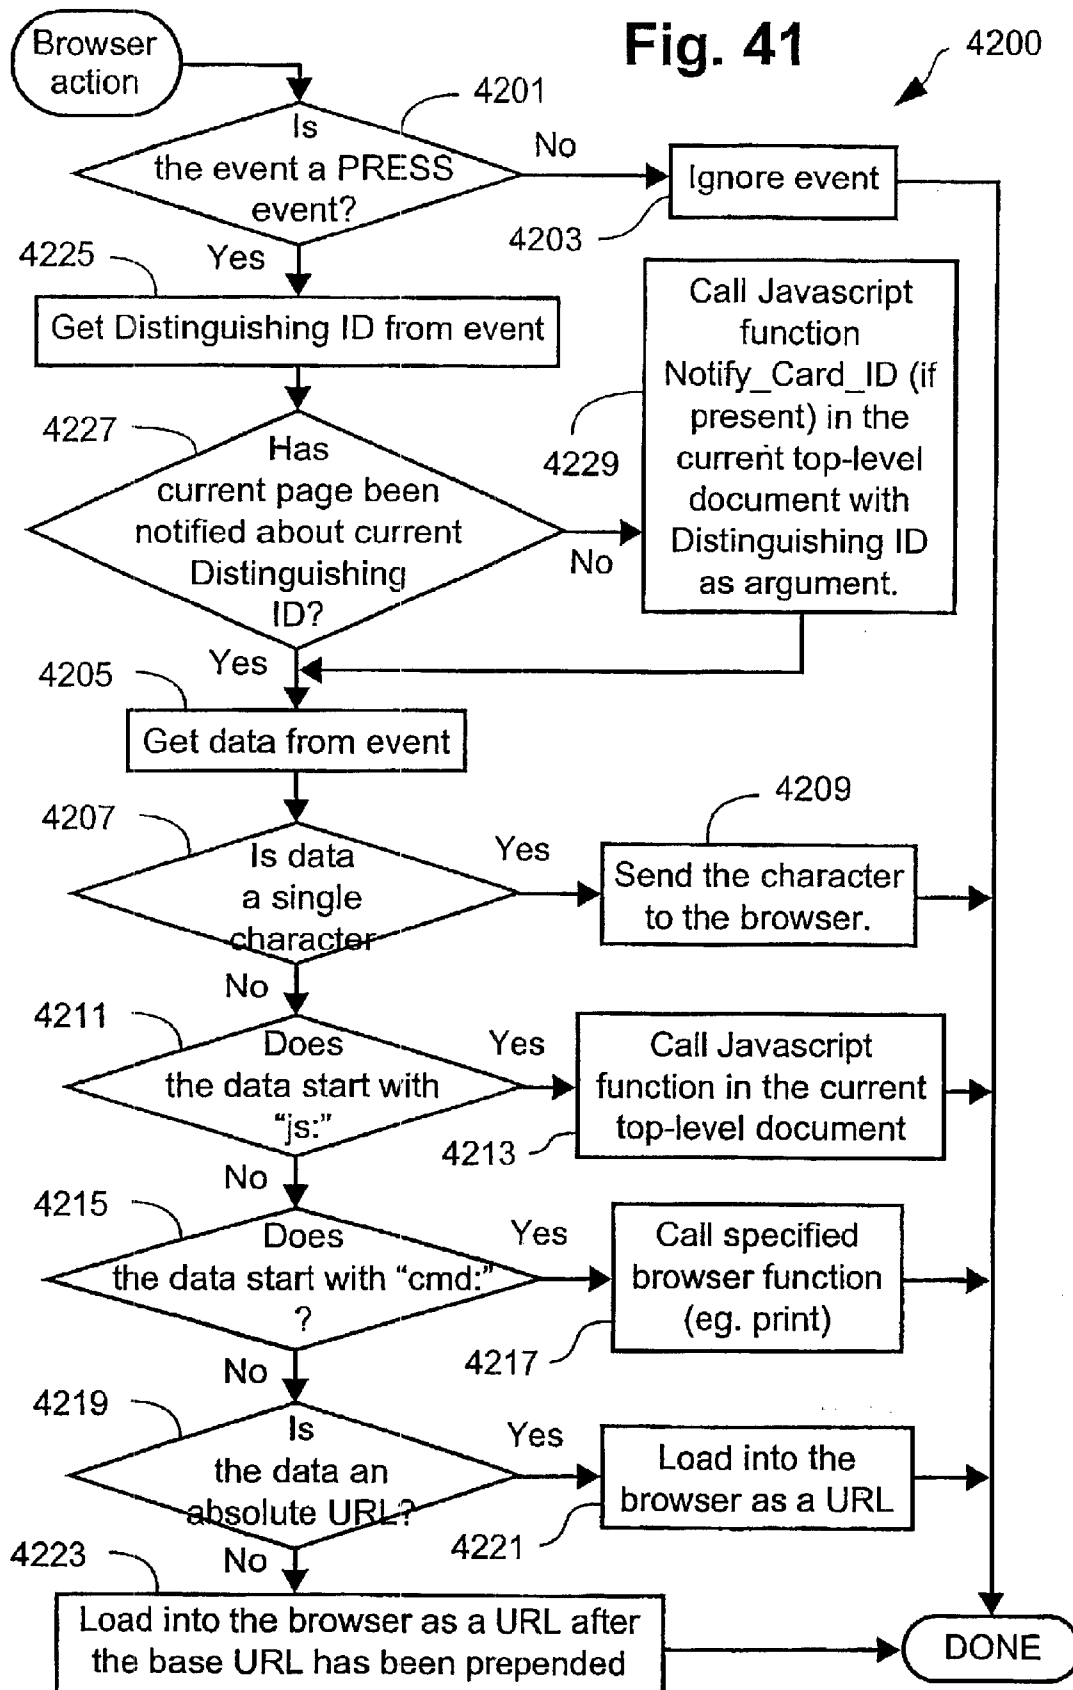 Fig. 41
4200
Browser
action
4201
Is
the event a PRESS
event?
No
Ignore event
4203
Yes
4225
Get Distinguishing ID from event
4227
Has
current page been
notified about current
Distinguishing
ID?
No
Call Javascript
function
Notify_Card_ID (if
present) in the
current top-level
document with
Distinguishing ID
as argument.
4229
Yes
4205
Get data from event
4207
Is data
a single
character
Yes
4209
Send the character
to the browser.
No
4211
Does
the data start with
“js:”
Yes
Call Javascript
function in the current
top-level document
4213
No
4215
Does
the data start with “cmd:”
?
Yes
Call specified
browser function
(eg. print)
4217
No
4219
Is
the data an
absolute URL?
Yes
Load into the
browser as a URL
4221
No
4223
Load into the browser as a URL after
the base URL has been prepended
DONE